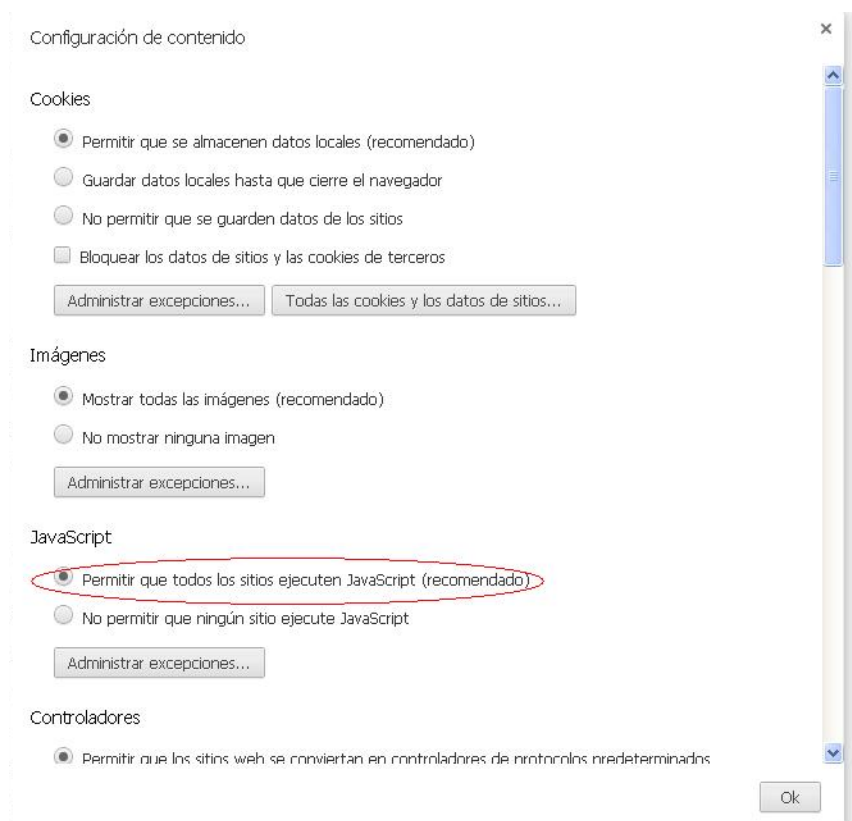 Configuración de contenido
Cookies
Permitir que se almacenen datos locales (recomendado)
Guardar datos locales hasta que cierre el navegador
No permitir que se guarden datos de los sitios
Bloquear los datos de sitios y las cookies de terceros
Administrar excepciones... Todas las cookies y los datos de sitios...
Imágenes
Mostrar todas las imágenes (recomendado)
No mostrar ninguna imagen
Administrar excepciones...
JavaScript
Permitir que todos los sitios ejecuten JavaScript (recomendado)
No permitir que ningún sitio ejecute JavaScript
Administrar excepciones...
Controladores
Permitir que los sitios web se conviertan en controladores de protocolos predeterminados
Ok